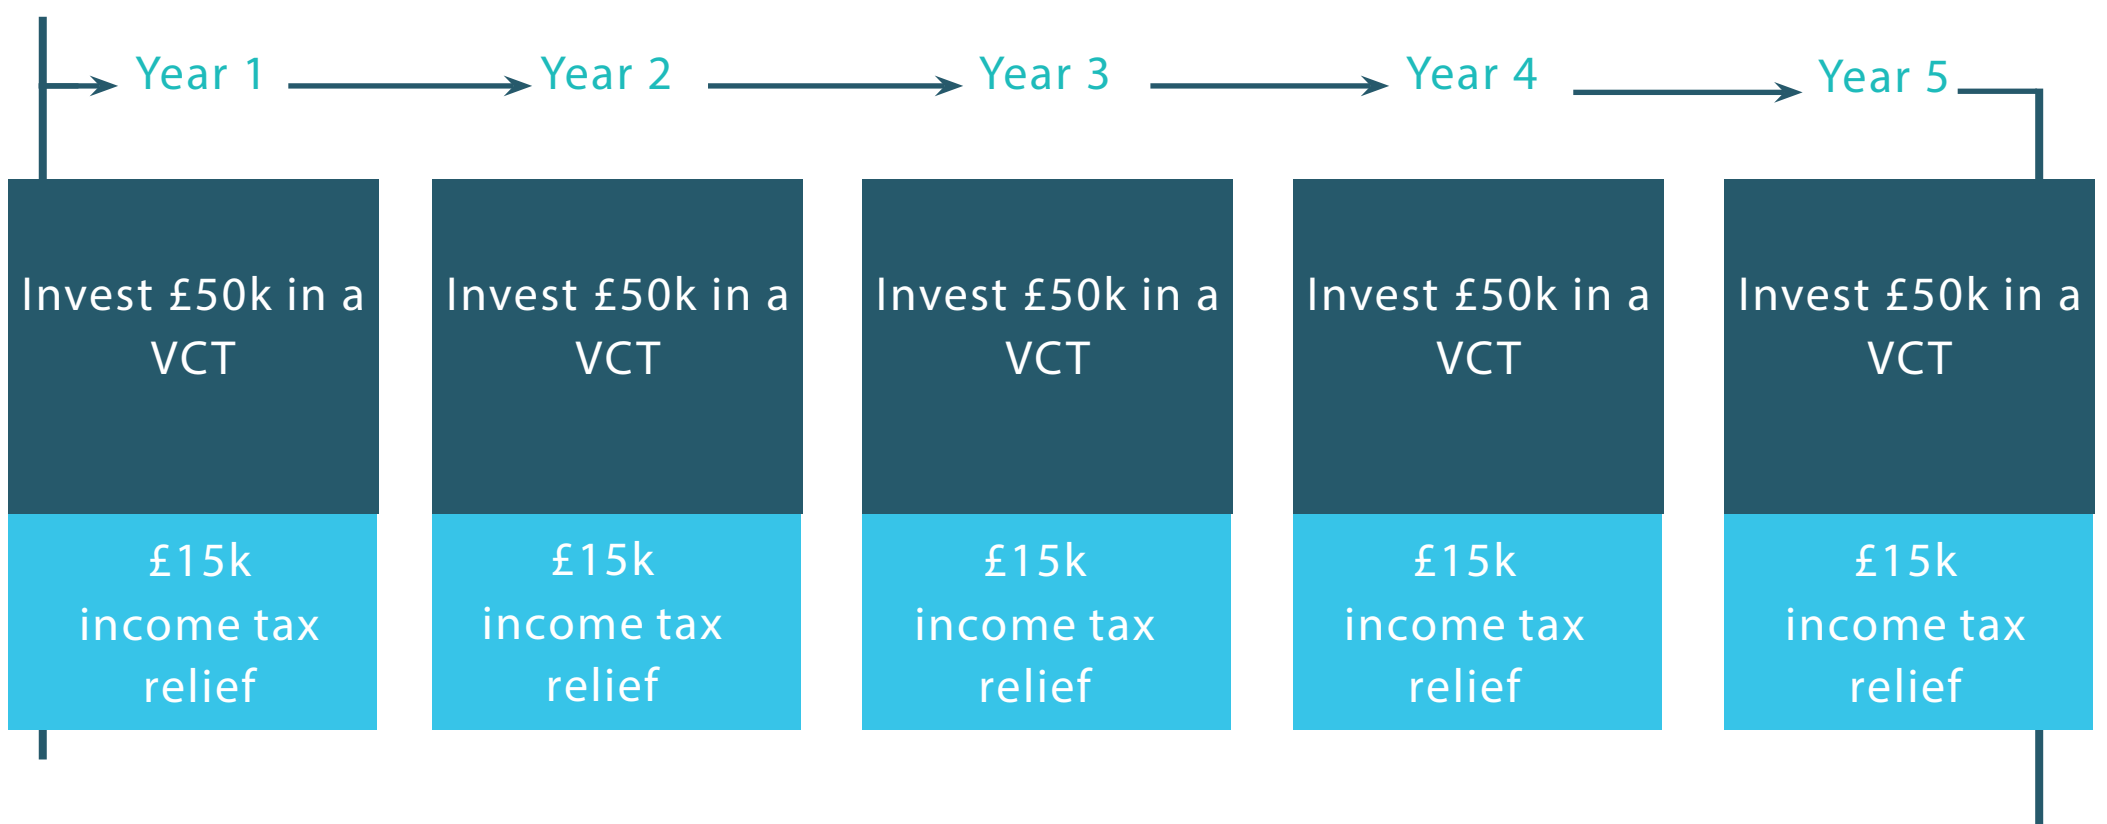 Year 1
Year 2
Year 3
Year 4
Year 5
Invest £50k in a
VCT
Invest £50k in a
VCT
Invest £50k in a
VCT
Invest £50k in a
VCT
Invest £50k in a
VCT
£15k
income tax
relief
£15k
income tax
relief
£15k
income tax
relief
£15k
income tax
relief
£15k
income tax
relief